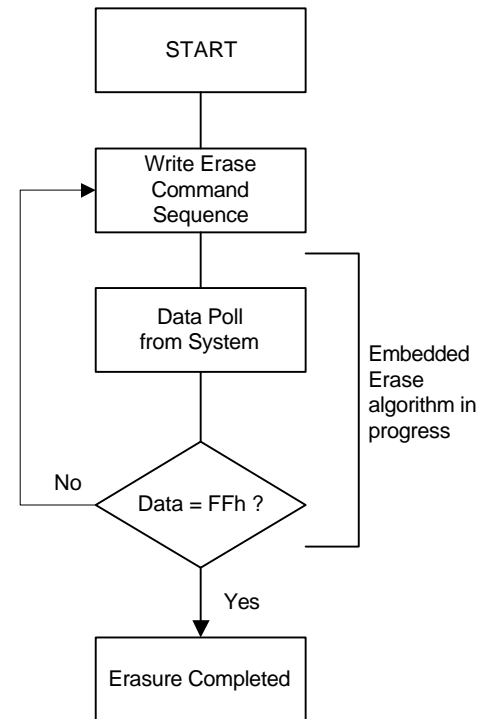 START
Write Erase
Command
Sequence
Data Poll
from System
Embedded
Erase
algorithm in
progress
No
Data = FFh ?
Yes
Erasure Completed